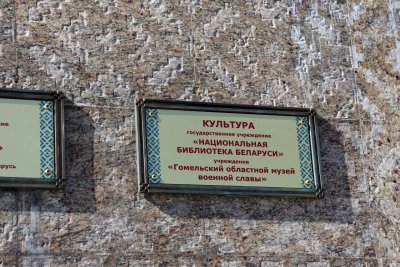 КУЛЬТУРА
государственное учреждение
«НАЦИОНАЛЬНАЯ
БИБЛИОТЕКА БЕЛАРУСИ»
учреждение
«Гомельский областной музей
военной славы»